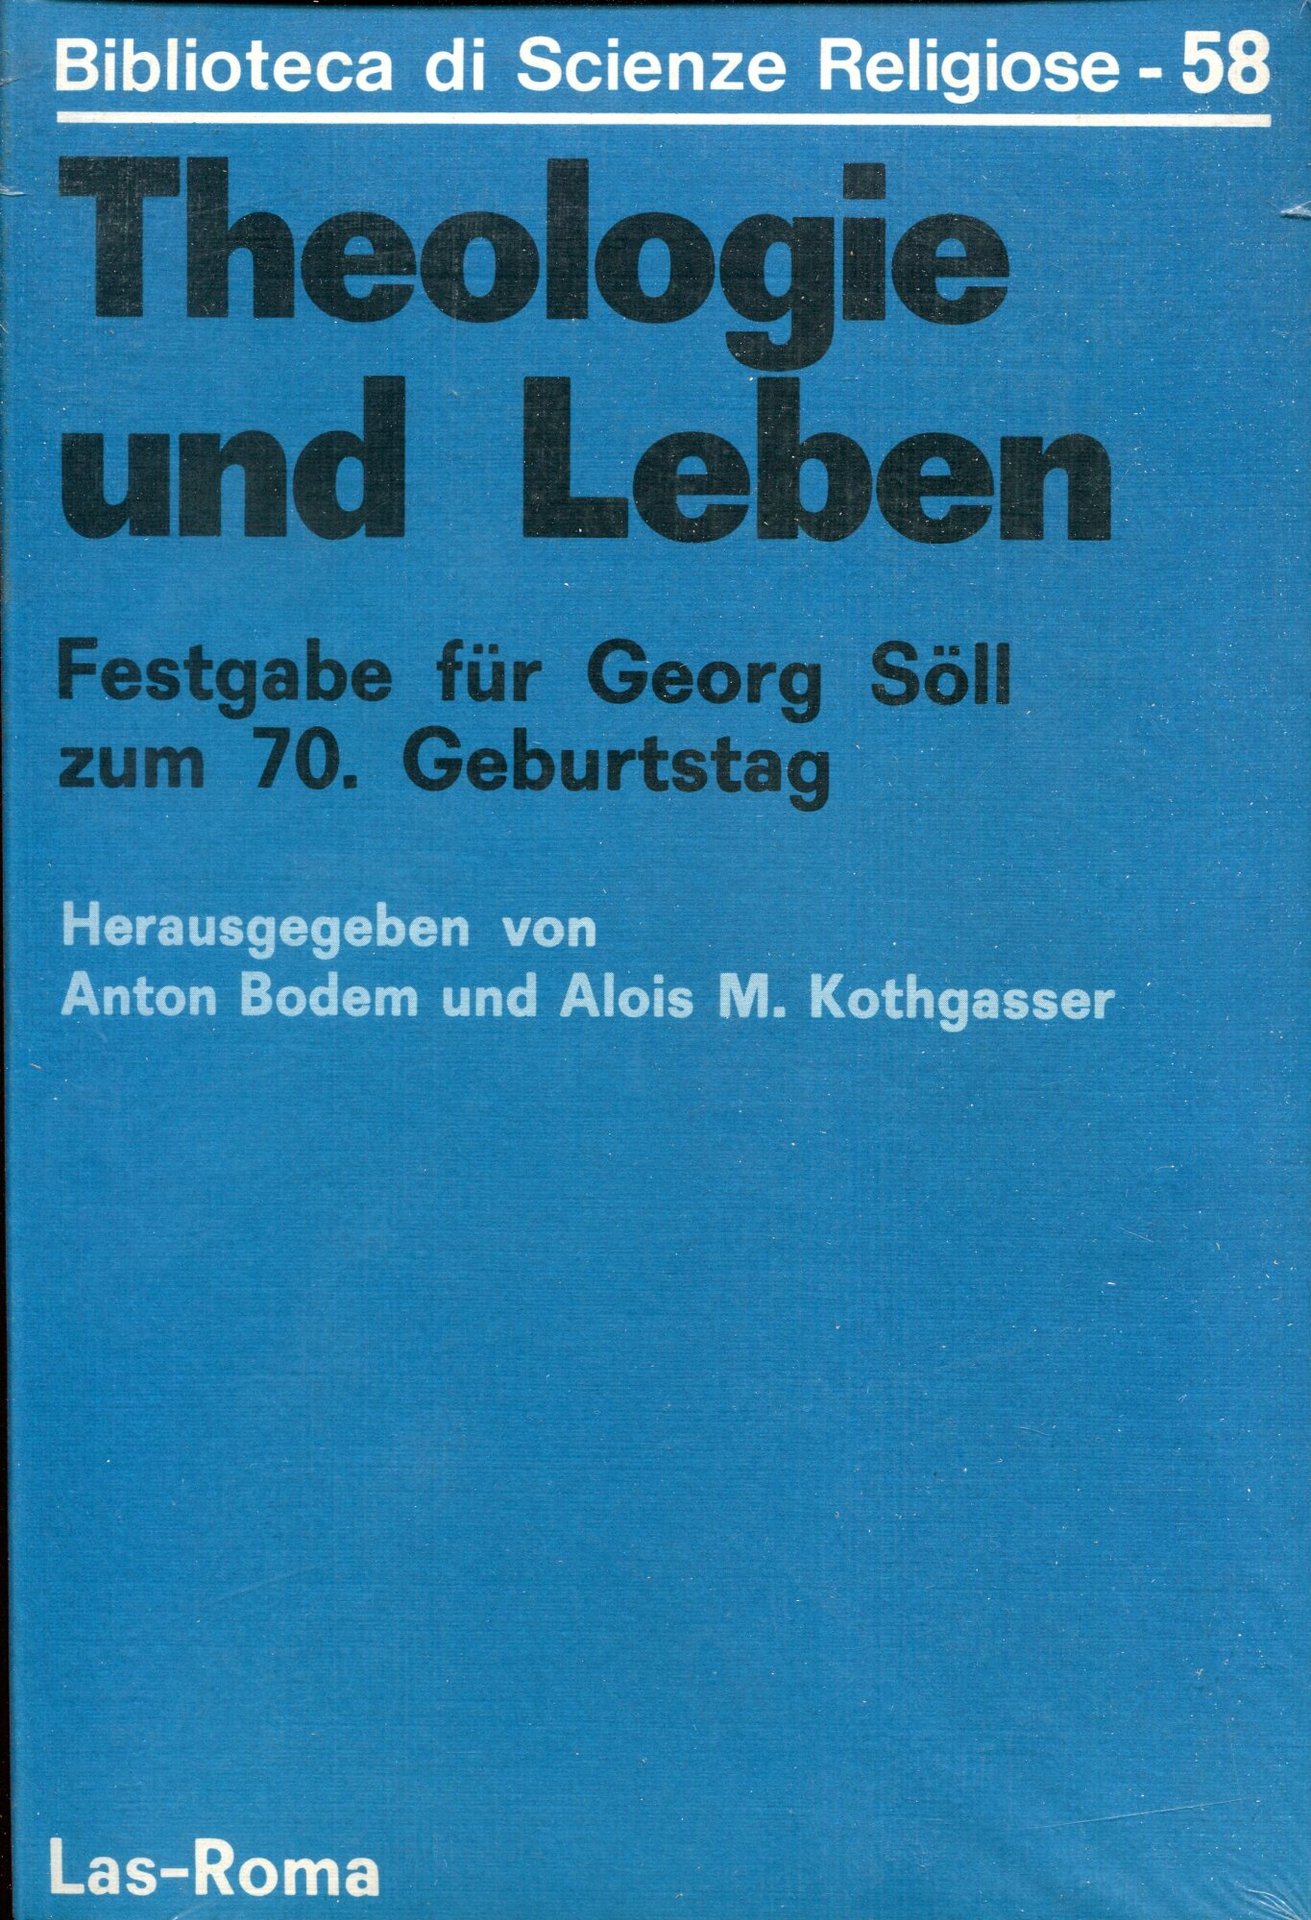 Biblioteca di Scienze Religiose - 58
Theologie
und Leben
Festgabe für Georg Söll
zum 70. Geburtstag
Herausgegeben von
Anton Bodem und Alois M. Kothgasser
Las-Roma